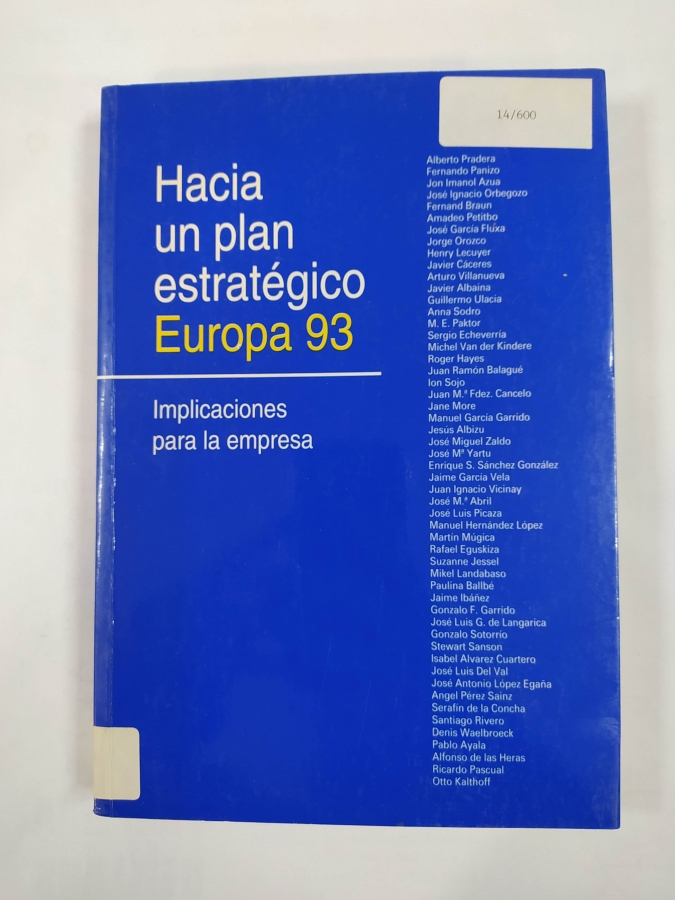 14/600
Hacia
un plan
estratégico
Europa 93
Implicaciones
para la empresa
Alberto Pradera
Fernando Panizo
Jon Imanol Azua
José Ignacio Orbegozo
Fernand Braun
Amadeo Petitbo
José García Fluxa
Jorge Orozco
Henry Lecuyer
Javier Cáceres
Arturo Villanueva
Javier Albaina
Guillermo Ulacia
Anna Sodro
M. E. Paktor
Sergio Echeverría
Michel Van der Kindere
Roger Hayes
Juan Ramón Balagué
Ion Sojo
Juan M.ª Fdez. Cancelo
Jane More
Manuel García Garrido
Jesús Albizu
José Miguel Zaldo
José Mª Yartu
Enrique S. Sánchez González
Jaime García Vela
Juan Ignacio Vicinay
José M.ª Abril
José Luis Picaza
Manuel Hernández López
Martín Múgica
Rafael Eguskiza
Suzanne Jessel
Mikel Landabaso
Paulina Ballbé
Jaime Ibáñez
Gonzalo F. Garrido
José Luis G. de Langarica
Gonzalo Sotorrio
Stewart Sanson
Isabel Alvarez Cuartero
José Luis Del Val
José Antonio López Egaña
Angel Pérez Sainz
Serafín de la Concha
Santiago Rivero
Denis Waelbroeck
Pablo Ayala
Alfonso de las Heras
Ricardo Pascual
Otto Kalthoff